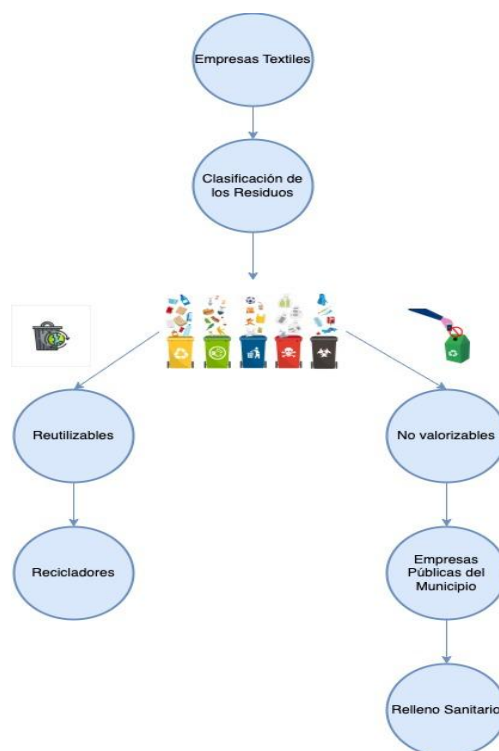 Empresas Textiles
Clasificación de
los Residuos
Reutilizables
No valorizables
Recicladores
Empresas
Públicas del
Municipio
Relleno Sanitario